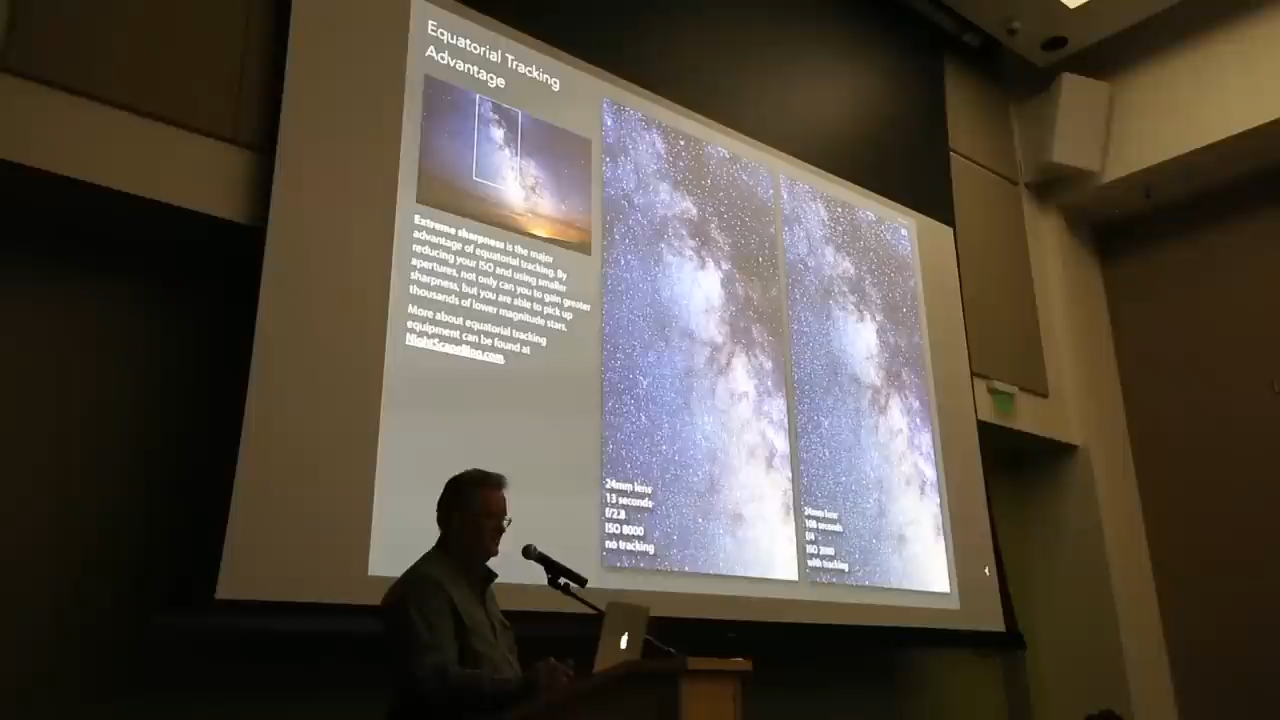 Equatorial Tracking
Advantage
Extreme sharpness is the major
advantage of equatorial tracking. By
reducing your ISO and using smaller
apertures, not only can you to gain greater
sharpness, but you are able to pick up
thousands of lower magnitude stars.
More about equatorial tracking
equipment can be found at
NightScapeBlog.com.
24mm lens
13 seconds
f/2.8
ISO 8000
no tracking
24mm lens
108 seconds
f/4
ISO 2000
with tracking